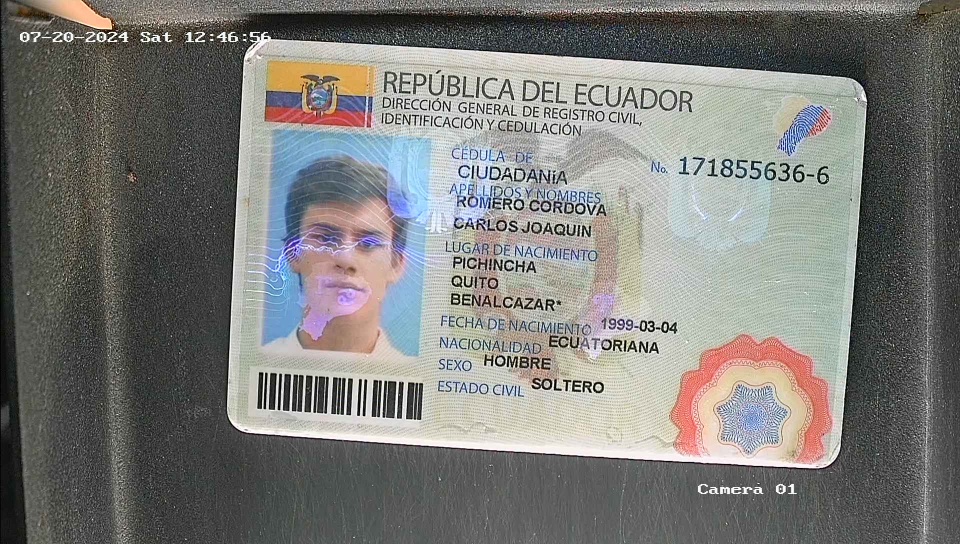 07-20-2024 Sat 12:46:56
REPÚBLICA DEL ECUADOR
DIRECCIÓN GENERAL DE REGISTRO CIVIL,
IDENTIFICACIÓN Y CEDULACIÓN
CÉDULA DE
CIUDADANíA
No. 171855636-6
APELLIDOS Y NOMBRES
ROMERO CORDOVA
CARLOS JOAQUIN
LUGAR DE NACIMIENTO
PICHINCHA
QUITO
BENALCAZAR*
FECHA DE NACIMIENTO 1999-03-04
NACIONALIDAD ECUATORIANA
SEXO HOMBRE
ESTADO CIVIL SOLTERO
Camera 01